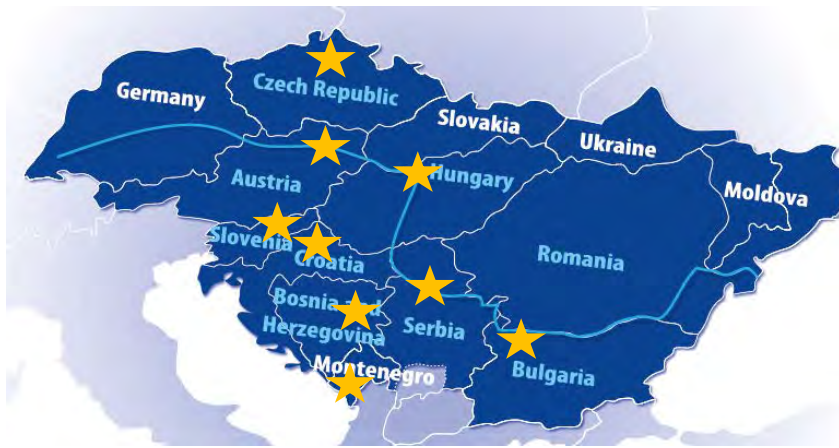 Czech Republic
Germany
Slovakia
Ukraine
Austria
Hungary
Moldova
Slovenia
Croatia
Romania
Bosnia and
Herzegovina
Serbia
Montenegro
Bulgaria